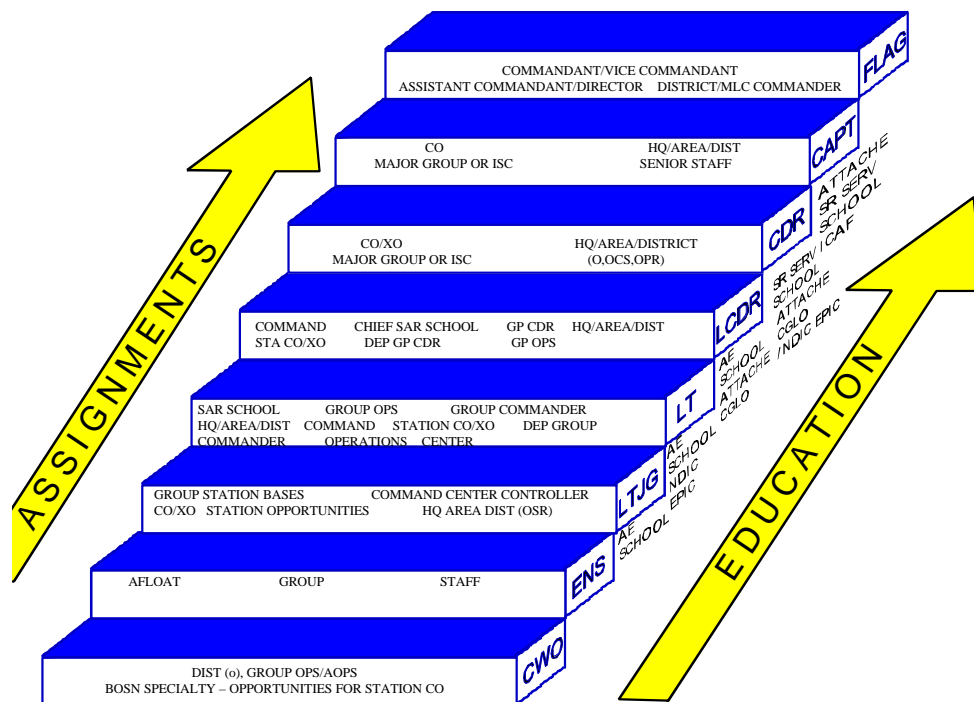 FLAG
COMMANDANT/VICE COMMANDANT
ASSISTANT COMMANDANT/DIRECTOR DISTRICT/MLC COMMANDER
CAPT
CO HQ/AREA/DIST
MAJOR GROUP OR ISC SENIOR STAFF
ATTACHE
SR SERV
SCHOOL
CDR
CO/XO HQ/AREA/DISTRICT
MAJOR GROUP OR ISC (O,OCS,OPR)
SR SERV / CAF
SCHOOL
ATTACHE
LCDR
COMMAND CHIEF SAR SCHOOL GP CDR HQ/AREA/DIST
STA CO/XO DEP GP CDR GP OPS
AE
SCHOOL CGLO
ATTACHE / NDIC EPIC
LT
SAR SCHOOL GROUP OPS GROUP COMMANDER
HQ/AREA/DIST COMMAND STATION CO/XO DEP GROUP
COMMANDER OPERATIONS CENTER
AE
SCHOOL CGLO
NDIC
LTJG
GROUP STATION BASES COMMAND CENTER CONTROLLER
CO/XO STATION OPPORTUNITIES HQ AREA DIST (OSR)
AE
SCHOOL EPIC
ENS
AFLOAT GROUP STAFF
CWO
DIST (o), GROUP OPS/AOPS
BOSN SPECIALTY – OPPORTUNITIES FOR STATION CO
ASSIGNMENTS
EDUCATION